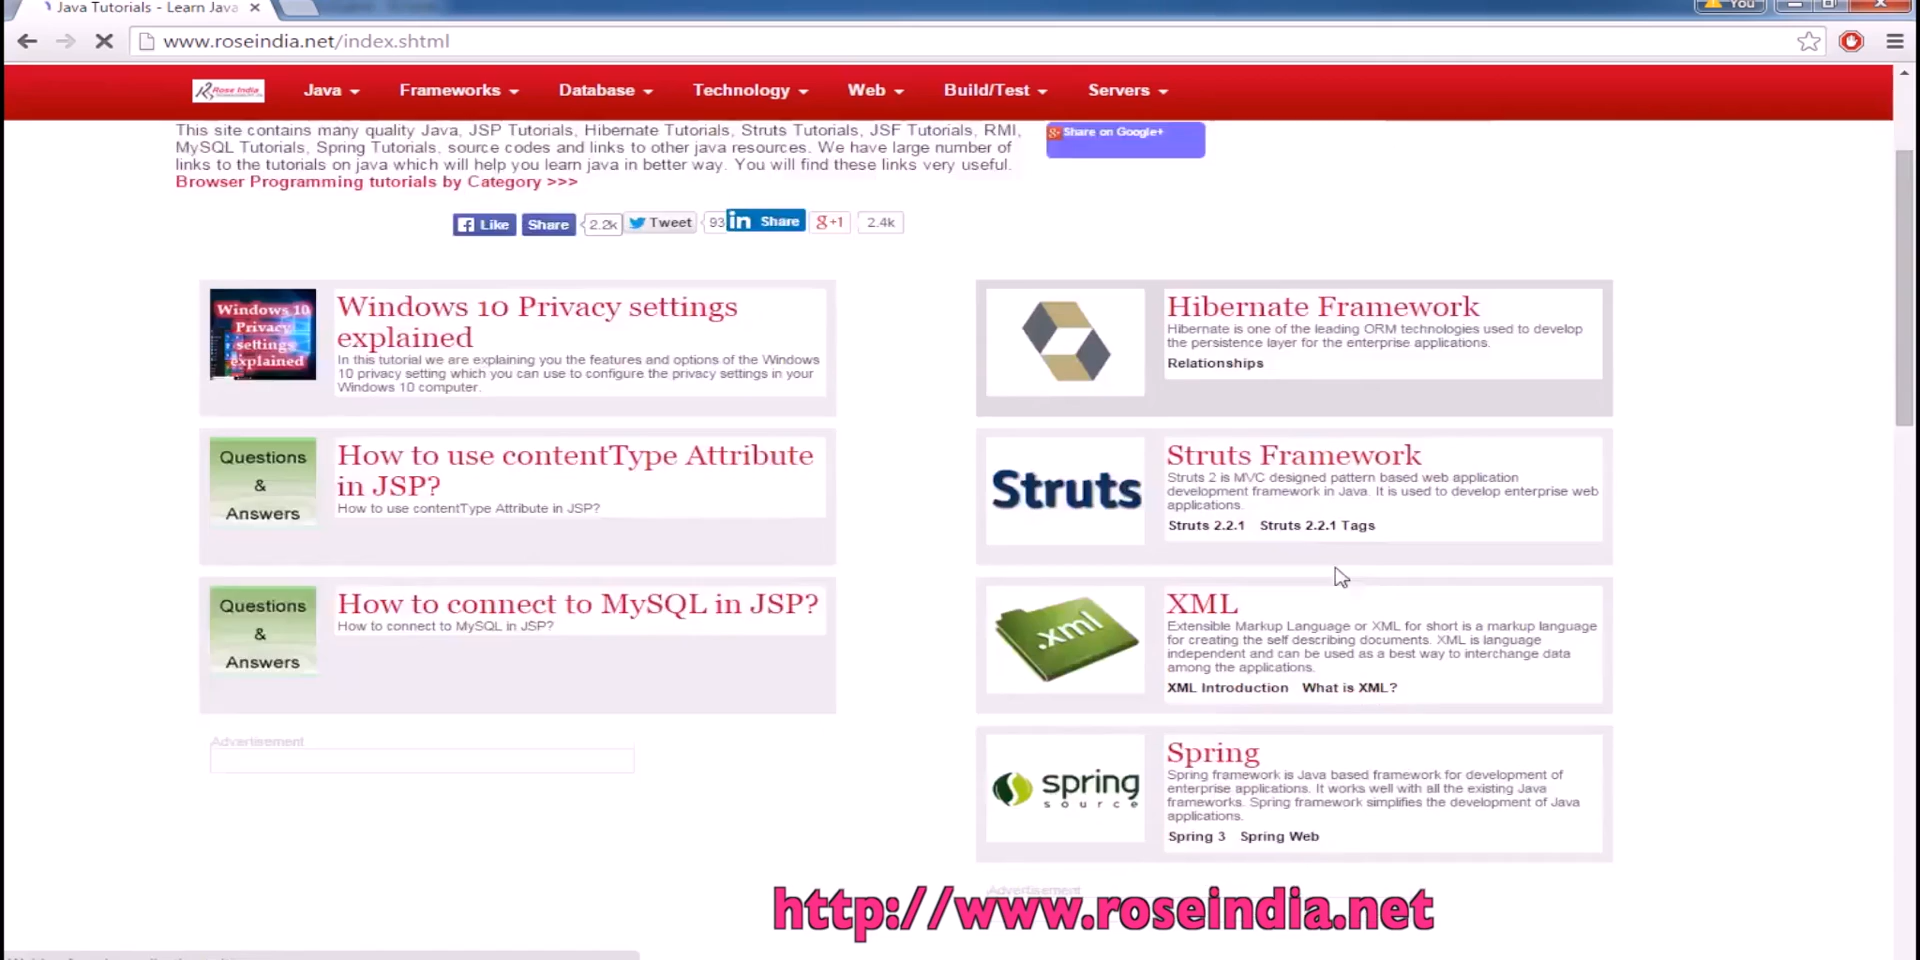 Java Tutorials - Learn Java
You
www.roseindia.net/index.shtml
Rose India
Java
Frameworks
Database
Technology
Web
Build/Test
Servers
This site contains many quality Java, JSP Tutorials, Hibernate Tutorials, Struts Tutorials, JSF Tutorials, RMI,
MySQL Tutorials, Spring Tutorials, source codes and links to other java resources. We have large number of
links to the tutorials on java which will help you learn java in better way. You will find these links very useful.
Browser Programming tutorials by Category >>>
Share on Google+
Like
Share
2.2k
Tweet
93
in Share
g+1
2.4k
Windows 10
Privacy
settings
explained
Windows 10 Privacy settings
explained
In this tutorial we are explaining you the features and options of the Windows
10 privacy setting which you can use to configure the privacy settings in your
Windows 10 computer.
Questions
&
Answers
How to use contentType Attribute
in JSP?
How to use contentType Attribute in JSP?
Questions
&
Answers
How to connect to MySQL in JSP?
How to connect to MySQL in JSP?
Advertisement
Hibernate Framework
Hibernate is one of the leading ORM technologies used to develop
the persistence layer for the enterprise applications.
Relationships
Struts
Struts Framework
Struts 2 is MVC designed pattern based web application
development framework in Java. It is used to develop enterprise web
applications.
Struts 2.2.1 Struts 2.2.1 Tags
.xml
XML
Extensible Markup Language or XML for short is a markup language
for creating the self describing documents. XML is language
independent and can be used as a best way to interchange data
among the applications.
XML Introduction What is XML?
spring
source
Spring
Spring framework is Java based framework for development of
enterprise applications. It works well with all the existing Java
frameworks. Spring framework simplifies the development of Java
applications.
Spring 3 Spring Web
Advertisement
http://www.roseindia.net